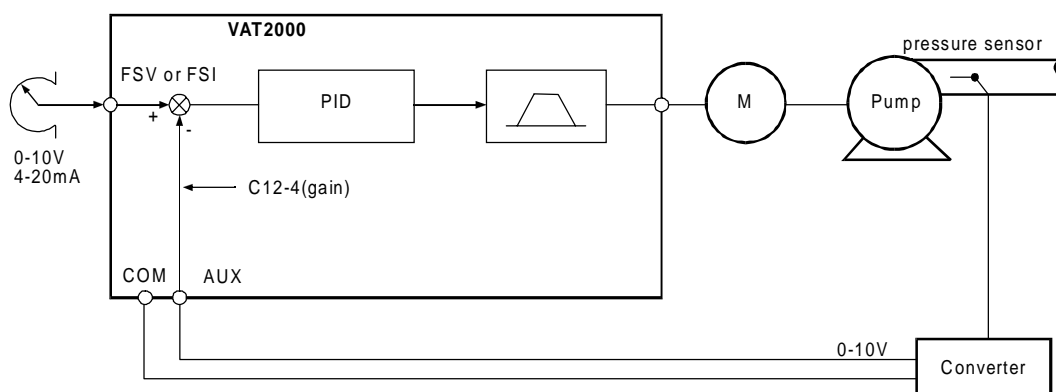 VAT2000
pressure sensor
FSV or FSI
PID
M
Pump
+
-
0-10V
4-20mA
C12-4(gain)
COM
AUX
0-10V
Converter